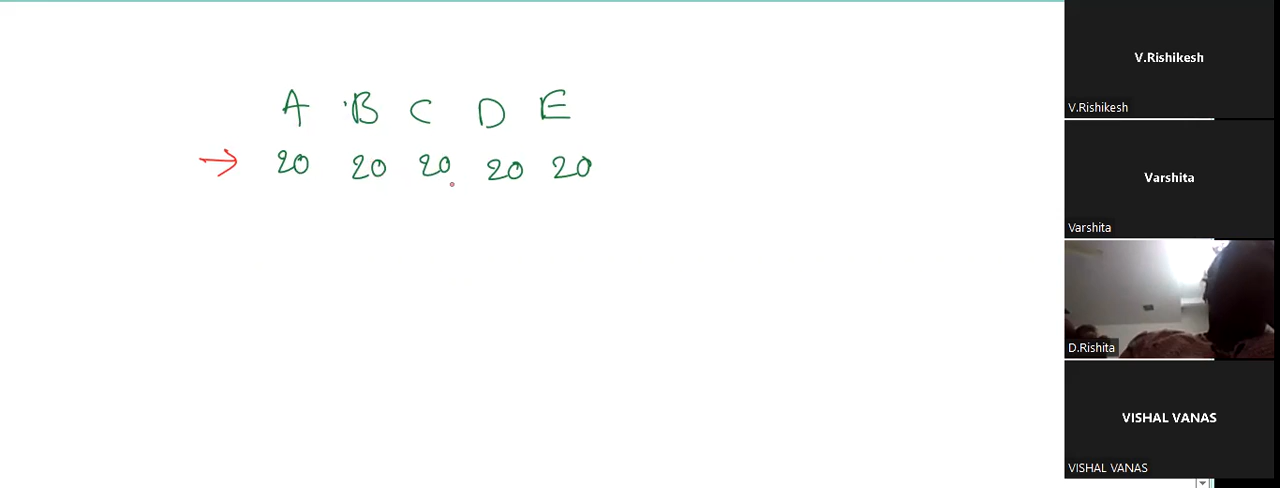 A B C D E
→ 20 20 20 20 20
V.Rishikesh
V.Rishikesh
Varshita
Varshita
D.Rishita
VISHAL VANAS
VISHAL VANAS